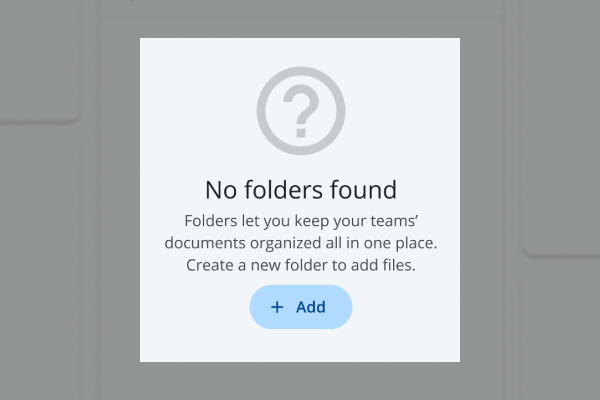 No folders found
Folders let you keep your teams’
documents organized all in one place.
Create a new folder to add files.
+ Add